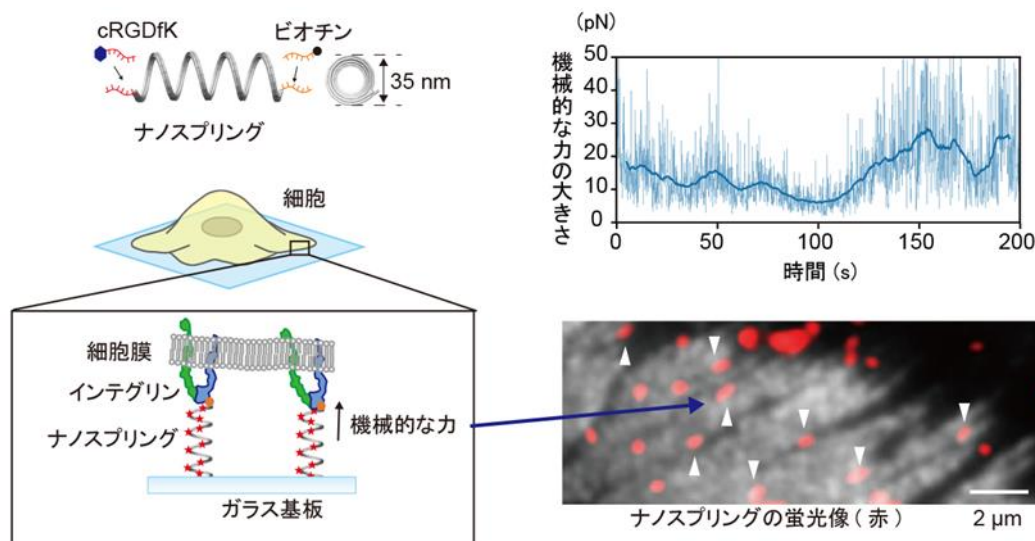 cRGDfK
ビオチン
35 nm
ナノスプリング
細胞
細胞膜
インテグリン
ナノスプリング
機械的な力
ガラス基板
(pN)
機械的な力の大きさ
50
40
30
20
10
0
0 50 100 150 200
時間 (s)
ナノスプリングの蛍光像 ( 赤 )
2 μm